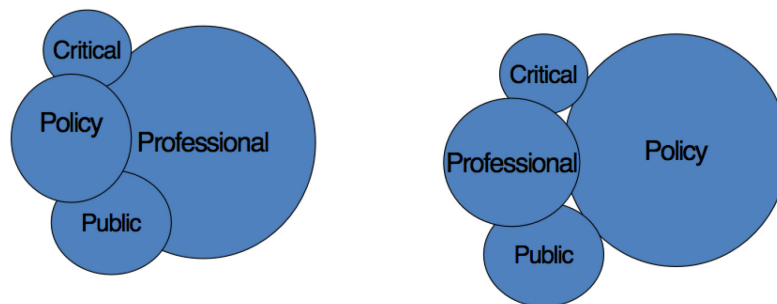 Critical
Policy
Professional
Public
Critical
Professional
Policy
Public